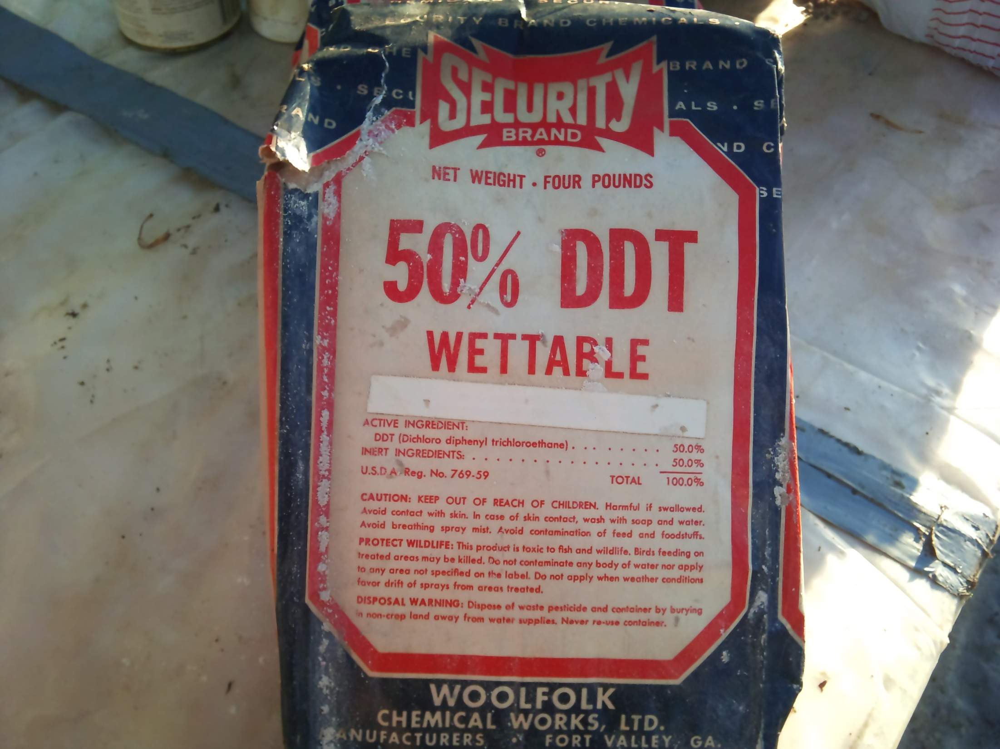 SECURITY BRAND CHEMICALS .
BRAND
SECURITY
BRAND
®
ALS . SE
AND
ND C
SE
NET WEIGHT • FOUR POUNDS
50% DDT
WETTABLE
ACTIVE INGREDIENT:
DDT (Dichloro diphenyl trichloroethane) . . . . . . . . 50.0%
INERT INGREDIENTS: . . . . . . . . . . . . . . . . 50.0%
U.S.D.A. Reg. No. 769-59 TOTAL 100.0%
CAUTION: KEEP OUT OF REACH OF CHILDREN. Harmful if swallowed.
Avoid contact with skin. In case of skin contact, wash with soap and water.
Avoid breathing spray mist. Avoid contamination of feed and foodstuffs.
PROTECT WILDLIFE: This product is toxic to fish and wildlife. Birds feeding on
treated areas may be killed. Do not contaminate any body of water nor apply
to any area not specified on the label. Do not apply when weather conditions
favor drift of sprays from areas treated.
DISPOSAL WARNING: Dispose of waste pesticide and container by burying
in non-crop land away from water supplies. Never re-use container.
WOOLFOLK
CHEMICAL WORKS, LTD.
MANUFACTURERS • FORT VALLEY, GA.